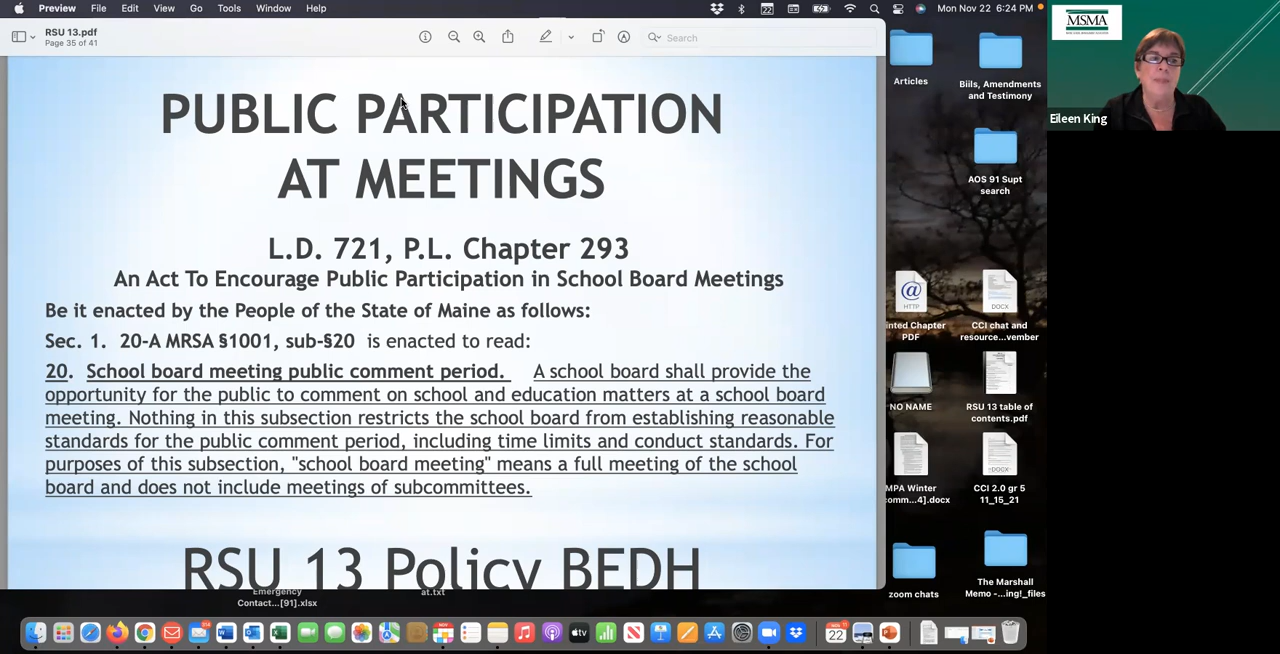 Preview File Edit View Go Tools Window Help
22
Mon Nov 22 6:24 PM
RSU 13.pdf
Page 35 of 41
Search
PUBLIC PARTICIPATION
AT MEETINGS
L.D. 721, P.L. Chapter 293
An Act To Encourage Public Participation in School Board Meetings
Be it enacted by the People of the State of Maine as follows:
Sec. 1. 20-A MRSA §1001, sub-§20 is enacted to read:
20. School board meeting public comment period. A school board shall provide the
opportunity for the public to comment on school and education matters at a school board
meeting. Nothing in this subsection restricts the school board from establishing reasonable
standards for the public comment period, including time limits and conduct standards. For
purposes of this subsection, "school board meeting" means a full meeting of the school
board and does not include meetings of subcommittees.
RSU 13 Policy BEDH
Emergency
Contact...[91].xlsx
at.txt
Articles
Biils, Amendments
and Testimony
AOS 91 Supt
search
HTTP
inted Chapter
PDF
DOCX
CCI chat and
resource...vember
NO NAME
RSU 13 table of
contents.pdf
MPA Winter
comm...4].docx
DOCX
CCI 2.0 gr 5
11_15_21
zoom chats
The Marshall
Memo -...ing!_files
MSMA
Eileen King
tv
22